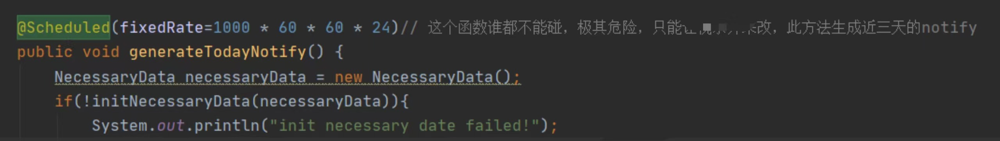 @Scheduled(fixedRate=1000 * 60 * 60 * 24)// 这个函数谁都不能碰，极其危险，只能让改，此方法生成近三天的notify
public void generateTodayNotify() {
NecessaryData necessaryData = new NecessaryData();
if(!initNecessaryData(necessaryData)){
System.out.println("init necessary date failed!");